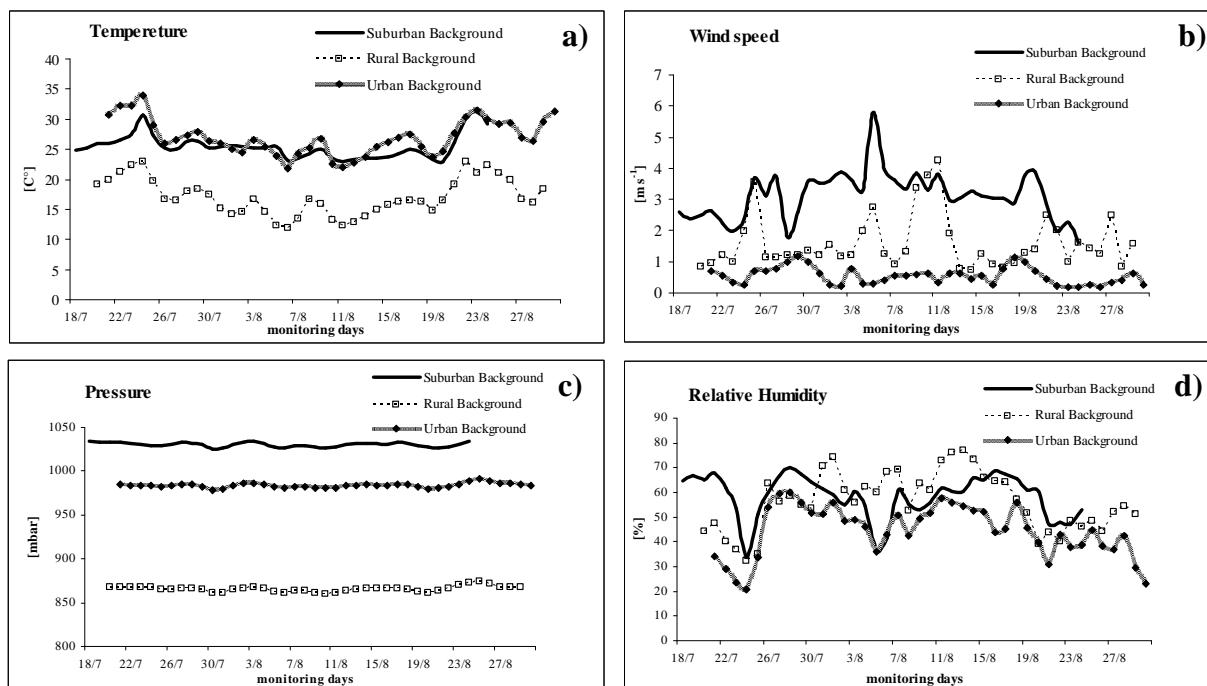 Tempereture
a)
Suburban Background
Rural Background
Urban Background
[C°]
40
35
30
25
20
15
10
5
0
18/7 22/7 26/7 30/7 3/8 7/8 11/8 15/8 19/8 23/8 27/8
monitoring days
Wind speed
b)
Suburban Background
Rural Background
Urban Background
[m s⁻¹]
7
6
5
4
3
2
1
0
18/7 22/7 26/7 30/7 3/8 7/8 11/8 15/8 19/8 23/8 27/8
monitoring days
Pressure
c)
Suburban Background
Rural Background
Urban Background
[mbar]
1050
1000
950
900
850
800
18/7 22/7 26/7 30/7 3/8 7/8 11/8 15/8 19/8 23/8 27/8
monitoring days
Relative Humidity
d)
Suburban Background
Rural Background
Urban Background
[%]
90
80
70
60
50
40
30
20
10
0
18/7 22/7 26/7 30/7 3/8 7/8 11/8 15/8 19/8 23/8 27/8
monitoring days